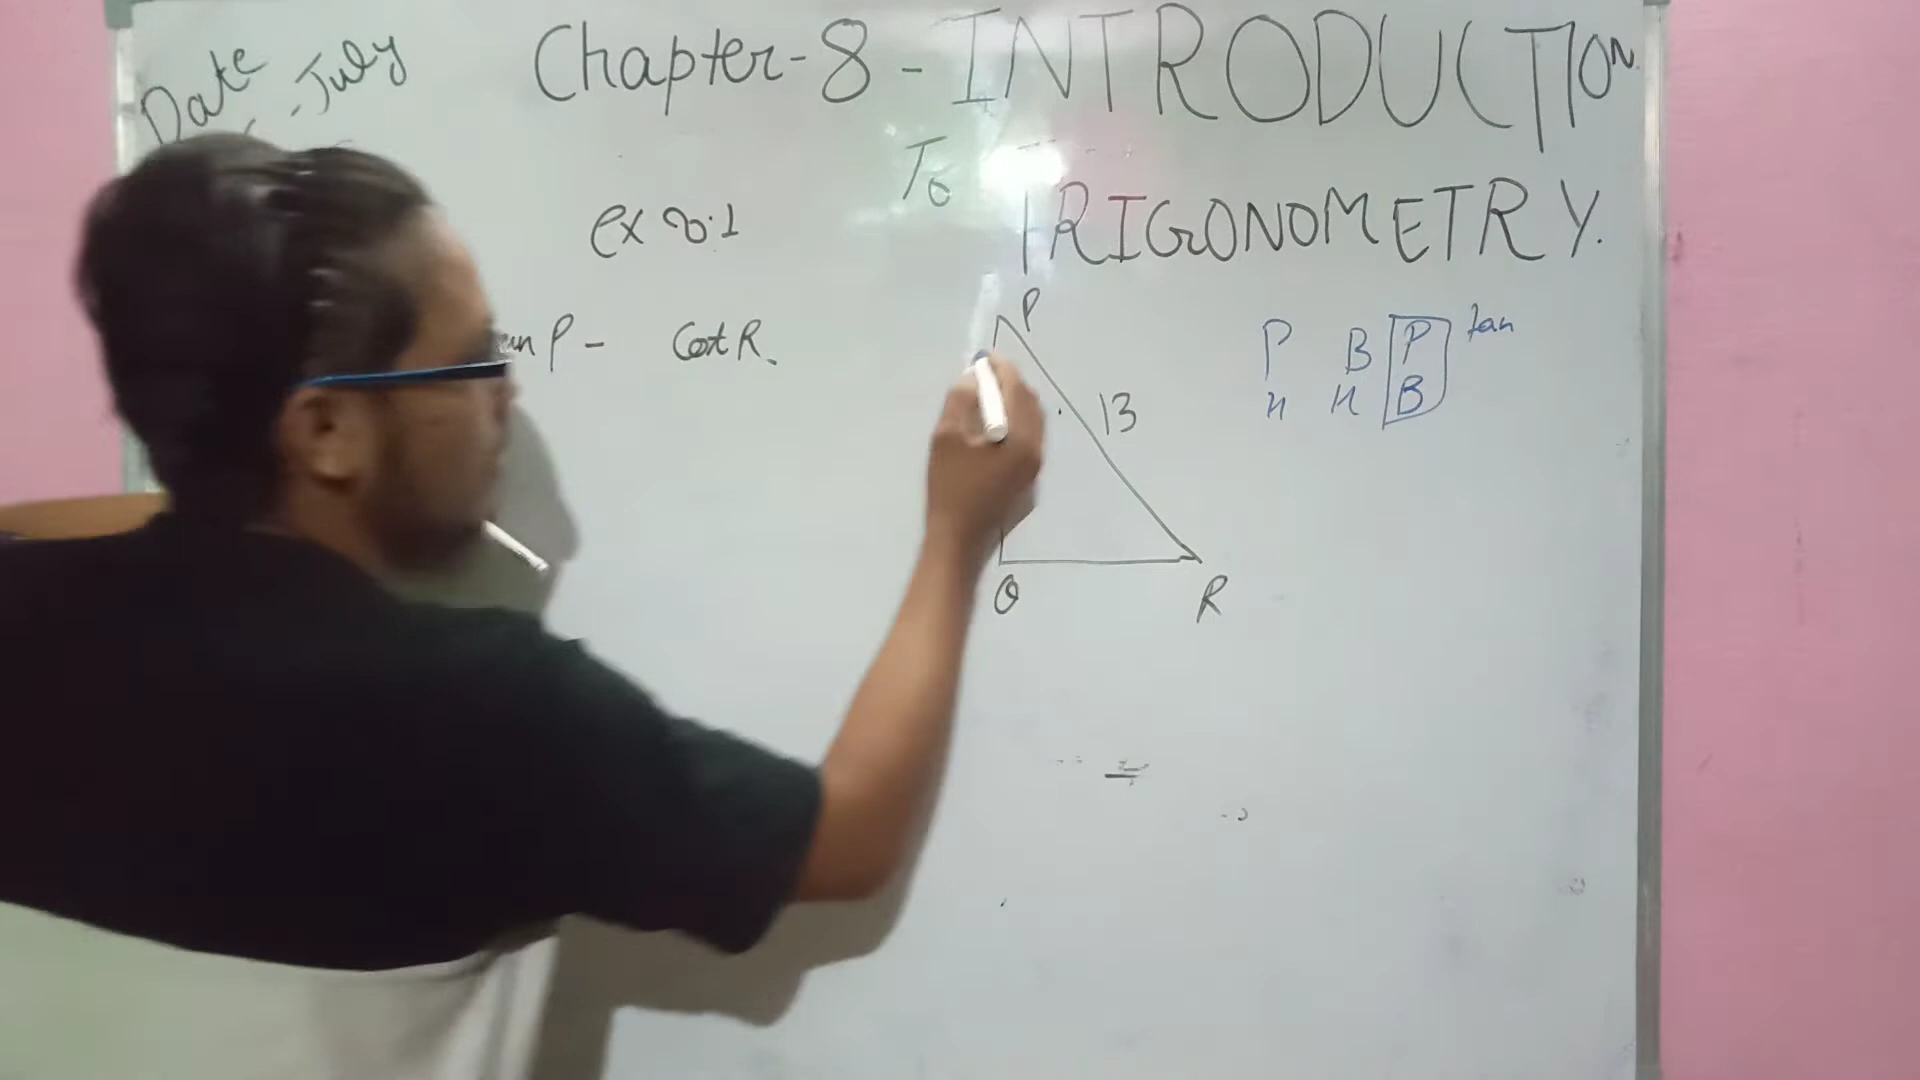 Date
- July
Chapter-8 - INTRODUCTION
To
TRIGONOMETRY.
ex 8.1
P - Cot R.
P
13
Q
R
P B P tan
H H B